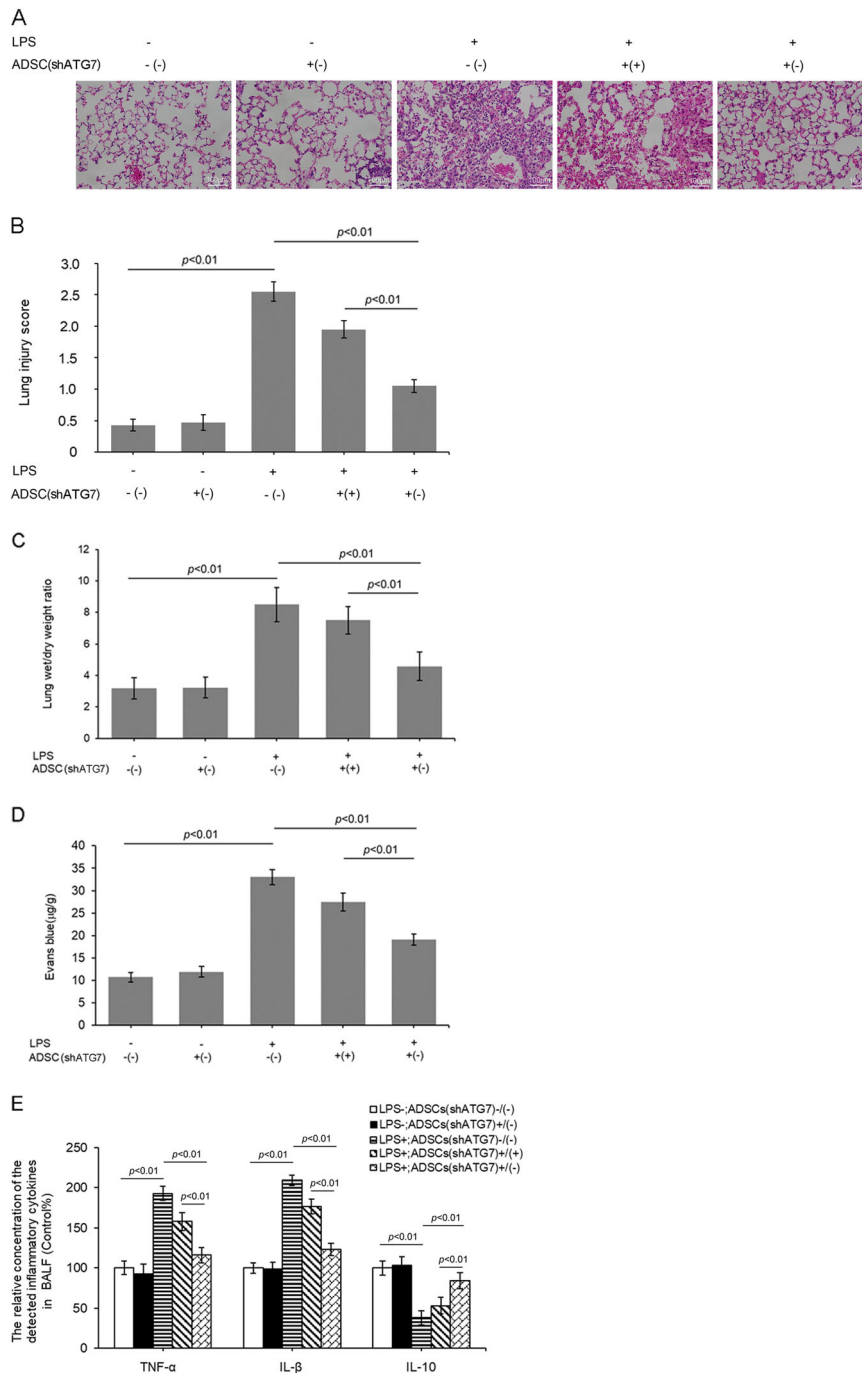 A
LPS - - + + +
ADSC(shATG7) - (-) +(-) - (-) +(+) +(-)
100μm 100μm 100μm 100μm
B
p<0.01
p<0.01
p<0.01
Lung injury score
3.0
2.5
2.0
1.5
1.0
0.5
0
LPS - - + + +
ADSC(shATG7) - (-) +(-) - (-) +(+) +(-)
C
p<0.01
p<0.01
p<0.01
Lung wet/dry weight ratio
12
10
8
6
4
2
0
LPS - - + + +
ADSC(shATG7) -(-) +(-) -(-) +(+) +(-)
D
p<0.01
p<0.01
p<0.01
Evans blue(μg/g)
40
35
30
25
20
15
10
5
0
LPS - - + + +
ADSC(shATG7) -(-) +(-) -(-) +(+) +(-)
E
LPS-;ADSCs(shATG7)-/(-)
LPS-;ADSCs(shATG7)+/(-)
LPS+;ADSCs(shATG7)-/(-)
LPS+;ADSCs(shATG7)+/(+)
LPS+;ADSCs(shATG7)+/(-)
The relative concentration of the
detected inflammatory cytokines
in BALF (Control%)
250
200
150
100
50
0
p<0.01 p<0.01 p<0.01
p<0.01 p<0.01 p<0.01
p<0.01 p<0.01 p<0.01
TNF-α IL-β IL-10